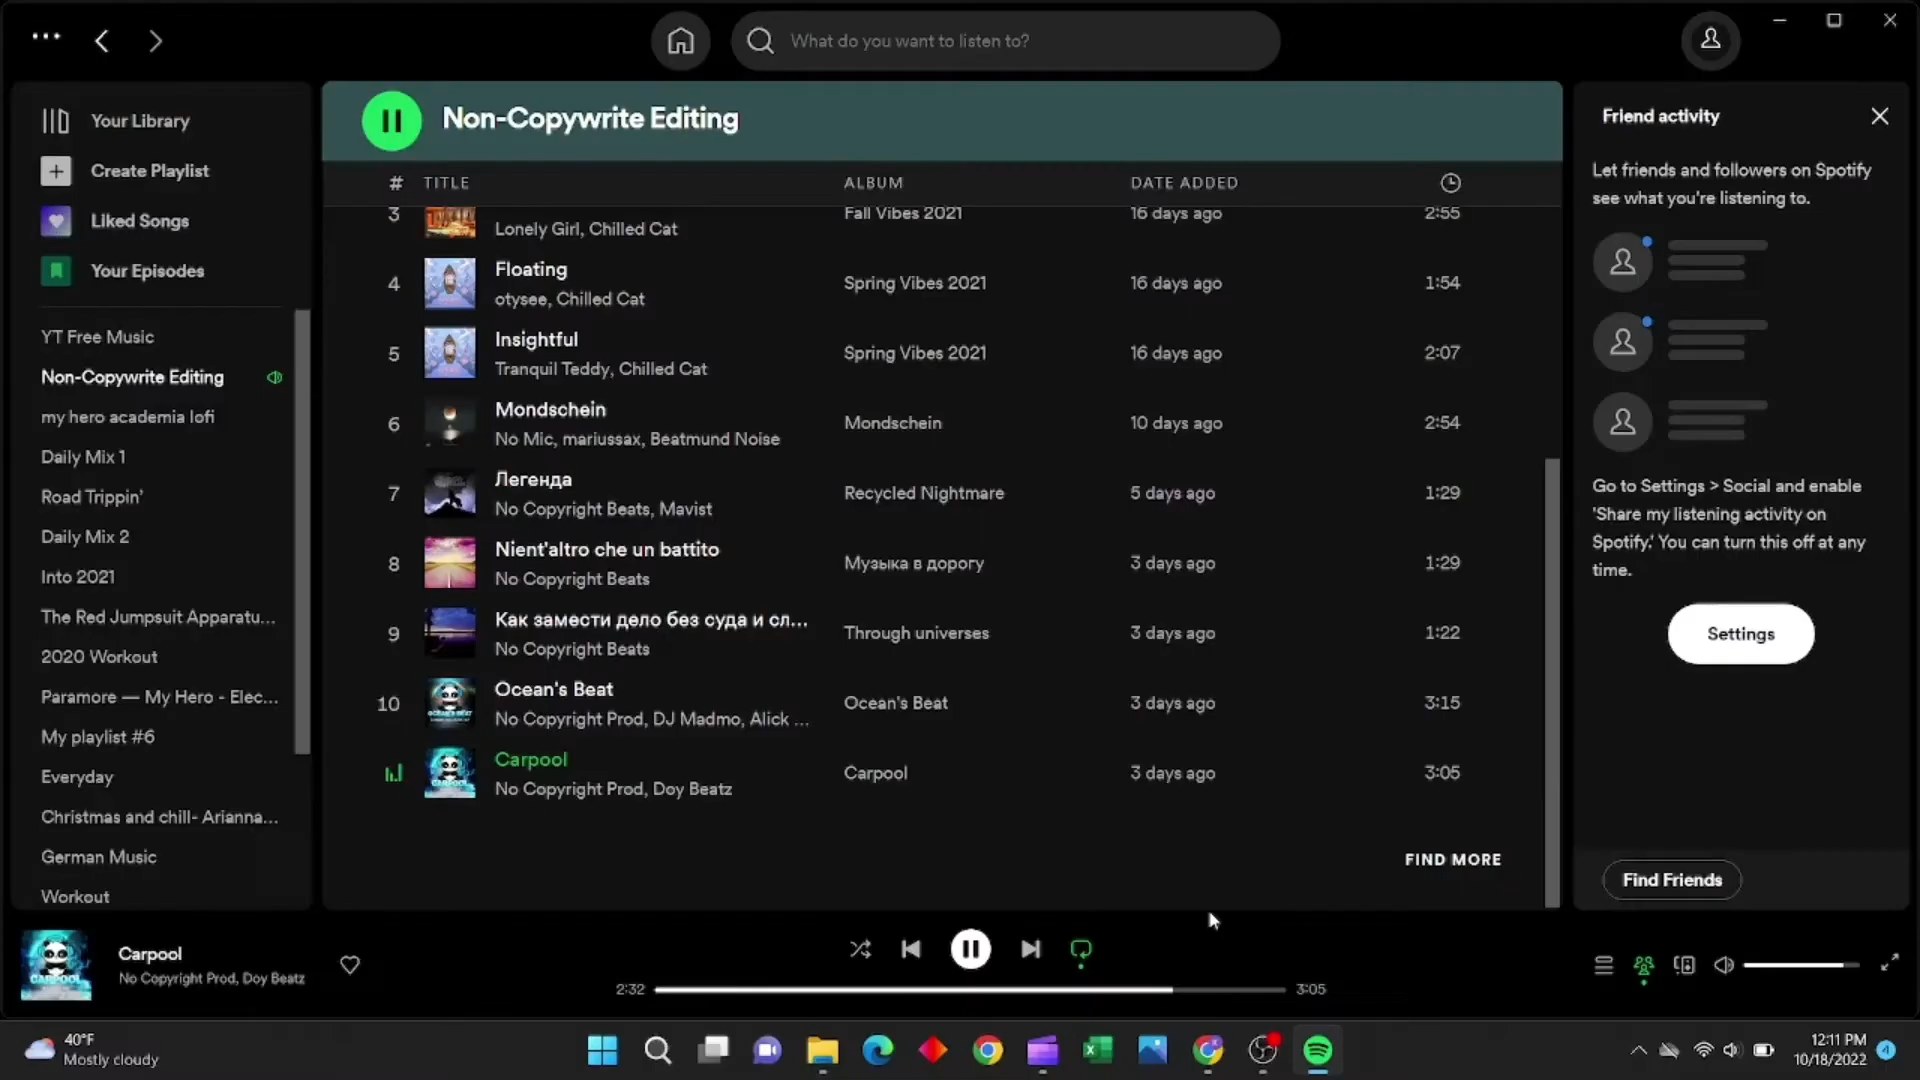 What do you want to listen to?
Your Library
Create Playlist
Liked Songs
Your Episodes
YT Free Music
Non-Copywrite Editing
my hero academia lofi
Daily Mix 1
Road Trippin'
Daily Mix 2
Into 2021
The Red Jumpsuit Apparatu...
2020 Workout
Paramore — My Hero - Elec...
My playlist #6
Everyday
Christmas and chill- Arianna...
German Music
Workout
Non-Copywrite Editing
# TITLE ALBUM DATE ADDED
3 Fall Vibes 2021 16 days ago 2:55
Lonely Girl, Chilled Cat
Floating
4 Spring Vibes 2021 16 days ago 1:54
otysee, Chilled Cat
Insightful
5 Spring Vibes 2021 16 days ago 2:07
Tranquil Teddy, Chilled Cat
Mondschein
6 Mondschein 10 days ago 2:54
No Mic, mariussax, Beatmund Noise
Легенда
7 Recycled Nightmare 5 days ago 1:29
No Copyright Beats, Mavist
Nient'altro che un battito
8 Музыка в дорогу 3 days ago 1:29
No Copyright Beats
Как замести дело без суда и сл...
9 Through universes 3 days ago 1:22
No Copyright Beats
Ocean's Beat
10 Ocean's Beat 3 days ago 3:15
No Copyright Prod, DJ Madmo, Alick ...
Carpool
Carpool 3 days ago 3:05
No Copyright Prod, Doy Beatz
FIND MORE
Friend activity
Let friends and followers on Spotify
see what you're listening to.
Go to Settings > Social and enable
'Share my listening activity on
Spotify.' You can turn this off at any
time.
Settings
Find Friends
Carpool
No Copyright Prod, Doy Beatz
2:32 3:05
40°F
Mostly cloudy
12:11 PM
10/18/2022